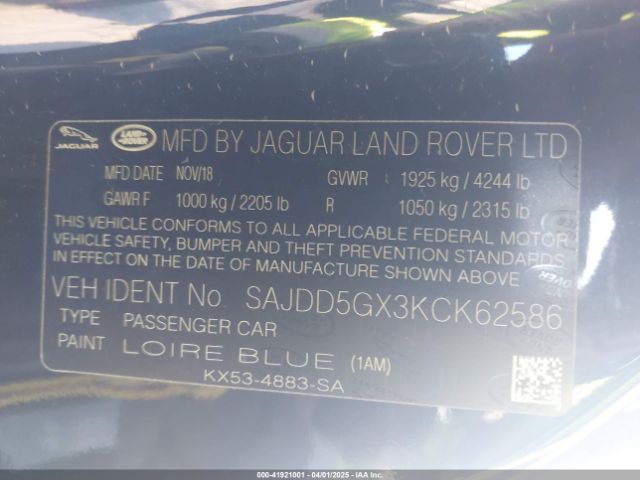 JAGUAR LAND ROVER MFD BY JAGUAR LAND ROVER LTD
MFD DATE NOV/18 GVWR 1925 kg / 4244 lb
GAWR F 1000 kg / 2205 lb R 1050 kg / 2315 lb
THIS VEHICLE CONFORMS TO ALL APPLICABLE FEDERAL MOTOR
VEHICLE SAFETY, BUMPER AND THEFT PREVENTION STANDARDS
IN EFFECT ON THE DATE OF MANUFACTURE SHOWN ABOVE
VEH IDENT No. SAJDD5GX3KCK62586
TYPE PASSENGER CAR
PAINT LOIRE BLUE (1AM)
KX53-4883-SA
000-41921001 04/01/2025 IAAI.COM